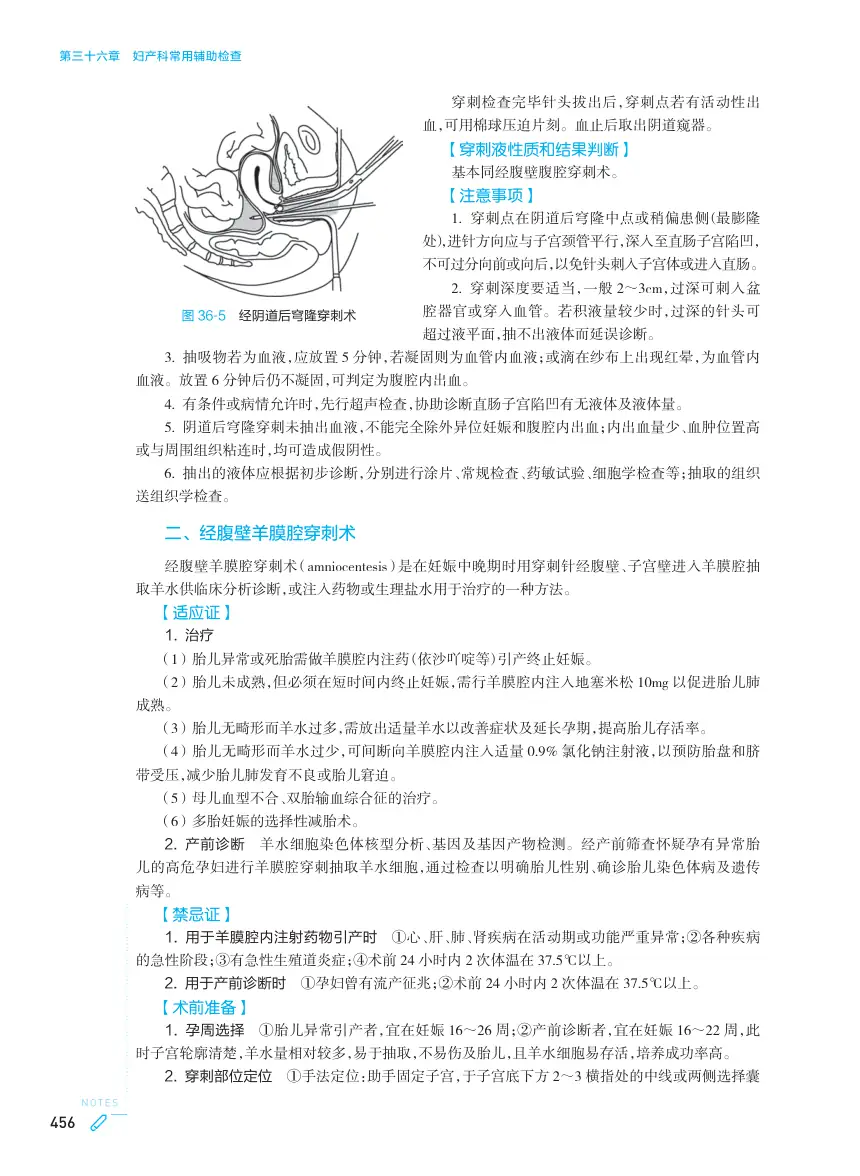 第三十六章　妇产科常用辅助检查
穿刺检查完毕针头拔出后,穿刺点若有活动性出
血,可用棉球压迫片刻。血止后取出阴道窥器。
【穿刺液性质和结果判断】
基本同经腹壁腹腔穿刺术。
【注意事项】
1. 穿刺点在阴道后穹隆中点或稍偏患侧(最膨隆
处),进针方向应与子宫颈管平行,深入至直肠子宫陷凹,
不可过分向前或向后,以免针头刺入子宫体或进入直肠。
2. 穿刺深度要适当,一般 2～3cm,过深可刺入盆
腔器官或穿入血管。若积液量较少时,过深的针头可
超过液平面,抽不出液体而延误诊断。
图 36-5　经阴道后穹隆穿刺术
3. 抽吸物若为血液,应放置 5 分钟,若凝固则为血管内血液;或滴在纱布上出现红晕,为血管内
血液。放置 6 分钟后仍不凝固,可判定为腹腔内出血。
4. 有条件或病情允许时,先行超声检查,协助诊断直肠子宫陷凹有无液体及液体量。
5. 阴道后穹隆穿刺未抽出血液,不能完全除外异位妊娠和腹腔内出血;内出血量少、血肿位置高
或与周围组织粘连时,均可造成假阴性。
6. 抽出的液体应根据初步诊断,分别进行涂片、常规检查、药敏试验、细胞学检查等;抽取的组织
送组织学检查。
二、经腹壁羊膜腔穿刺术
经腹壁羊膜腔穿刺术(amniocentesis)是在妊娠中晚期时用穿刺针经腹壁、子宫壁进入羊膜腔抽
取羊水供临床分析诊断,或注入药物或生理盐水用于治疗的一种方法。
【适应证】
1. 治疗
(1)胎儿异常或死胎需做羊膜腔内注药(依沙吖啶等)引产终止妊娠。
(2)胎儿未成熟,但必须在短时间内终止妊娠,需行羊膜腔内注入地塞米松 10mg 以促进胎儿肺
成熟。
(3)胎儿无畸形而羊水过多,需放出适量羊水以改善症状及延长孕期,提高胎儿存活率。
(4)胎儿无畸形而羊水过少,可间断向羊膜腔内注入适量 0.9% 氯化钠注射液,以预防胎盘和脐
带受压,减少胎儿肺发育不良或胎儿窘迫。
(5)母儿血型不合、双胎输血综合征的治疗。
(6)多胎妊娠的选择性减胎术。
2. 产前诊断　羊水细胞染色体核型分析、基因及基因产物检测。经产前筛查怀疑孕有异常胎
儿的高危孕妇进行羊膜腔穿刺抽取羊水细胞,通过检查以明确胎儿性别、确诊胎儿染色体病及遗传
病等。
【禁忌证】
1. 用于羊膜腔内注射药物引产时　①心、肝、肺、肾疾病在活动期或功能严重异常;②各种疾病
的急性阶段;③有急性生殖道炎症;④术前 24 小时内 2 次体温在 37.5℃以上。
2. 用于产前诊断时　①孕妇曾有流产征兆;②术前 24 小时内 2 次体温在 37.5℃以上。
【术前准备】
1. 孕周选择　①胎儿异常引产者,宜在妊娠 16～26 周;②产前诊断者,宜在妊娠 16～22 周,此
时子宫轮廓清楚,羊水量相对较多,易于抽取,不易伤及胎儿,且羊水细胞易存活,培养成功率高。
2. 穿刺部位定位　①手法定位:助手固定子宫,于子宫底下方 2～3 横指处的中线或两侧选择囊
NOTES
456